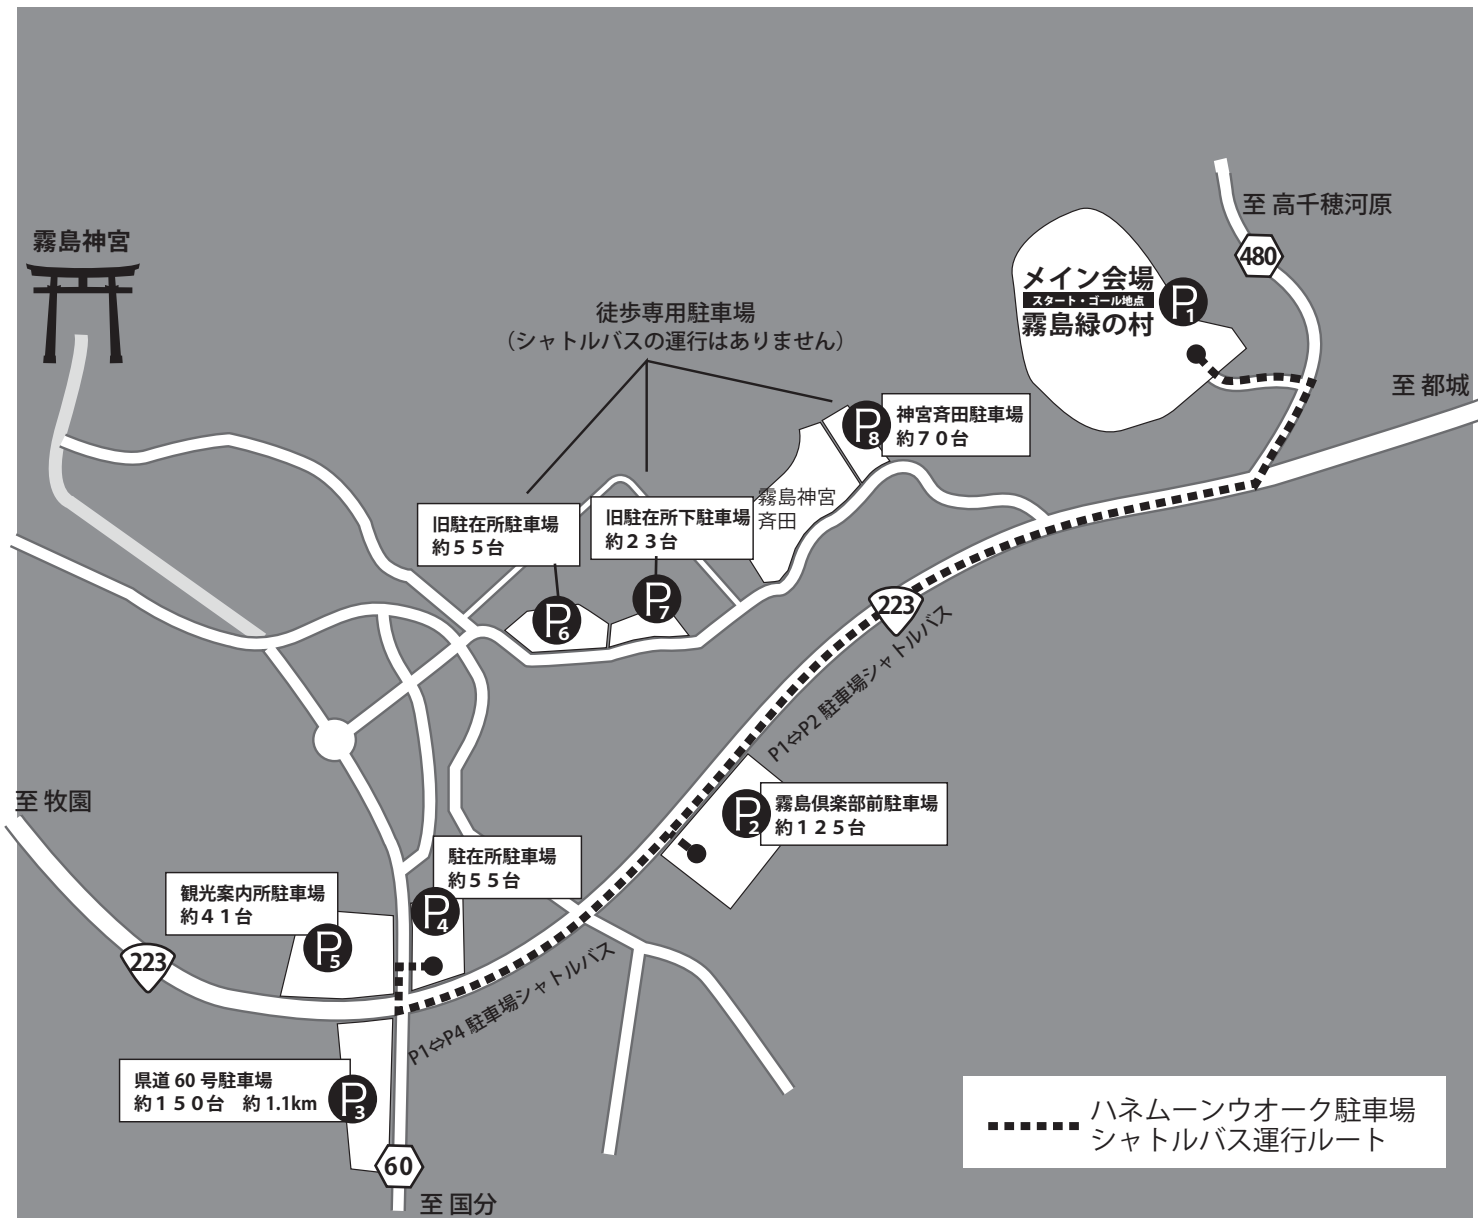 至 高千穂河原
480
霧島神宮
メイン会場
スタート・ゴール地点
霧島緑の村
P1
徒歩専用駐車場
（シャトルバスの運行はありません）
至 都城
P8
神宮斉田駐車場
約７０台
霧島神宮
斉田
旧駐在所駐車場
約５５台
旧駐在所下駐車場
約２３台
P6
P7
223
P1⇔P2 駐車場シャトルバス
至 牧園
P2
霧島倶楽部前駐車場
約１２５台
駐在所駐車場
約５５台
P4
観光案内所駐車場
約４１台
P5
223
P1⇔P4 駐車場シャトルバス
県道 60 号駐車場
約１５０台　約 1.1km
P3
60
至 国分
ハネムーンウオーク駐車場
シャトルバス運行ルート